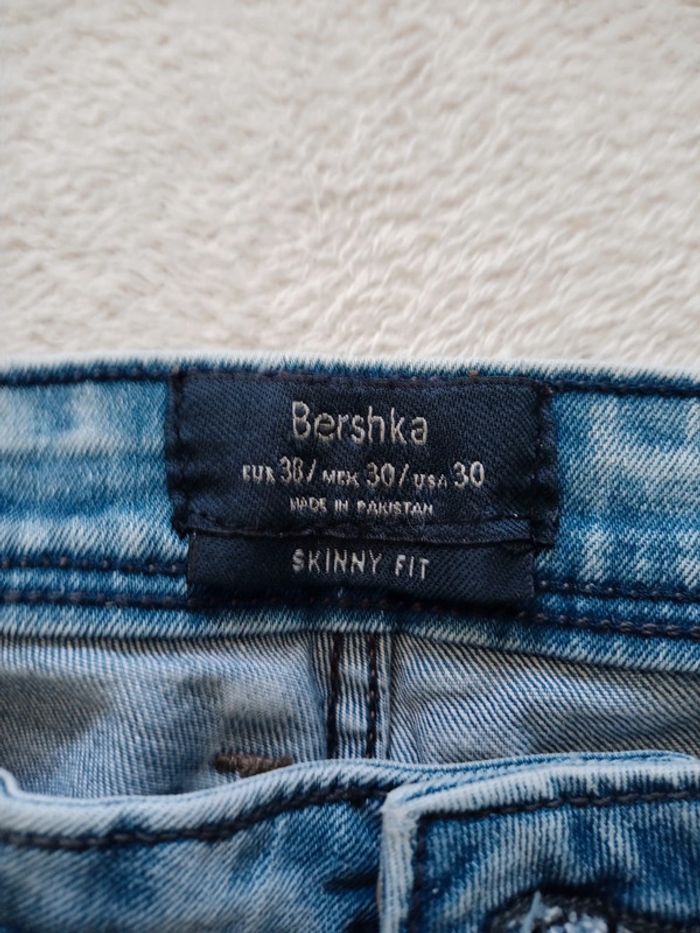 Bershka
EUR 38/ MEX 30/ USA 30
MADE IN PAKISTAN
SKINNY FIT